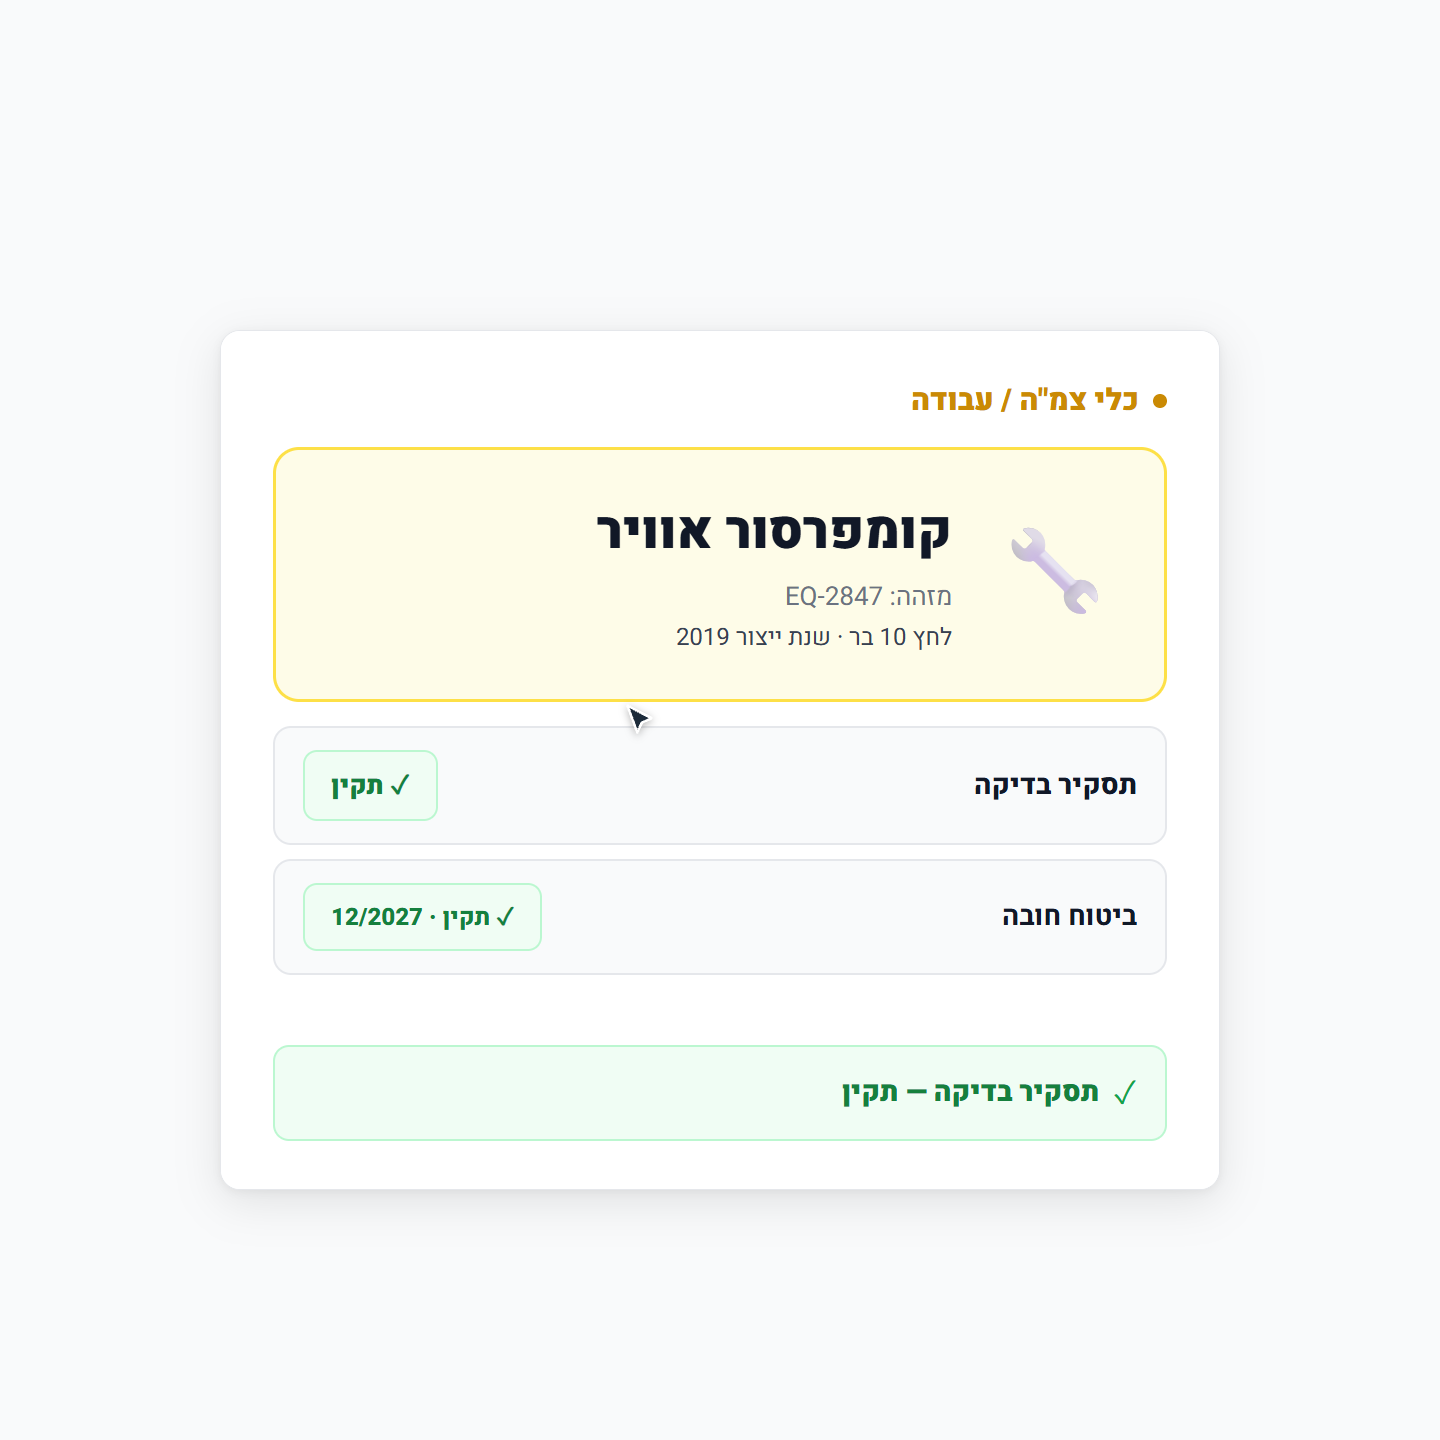 כלי צמ"ה / עבודה
קומפרסור אוויר
מזהה: EQ-2847
לחץ 10 בר · שנת ייצור 2019
תסקיר בדיקה
✓ תקין
ביטוח חובה
✓ תקין · 12/2027
✓ תסקיר בדיקה — תקין